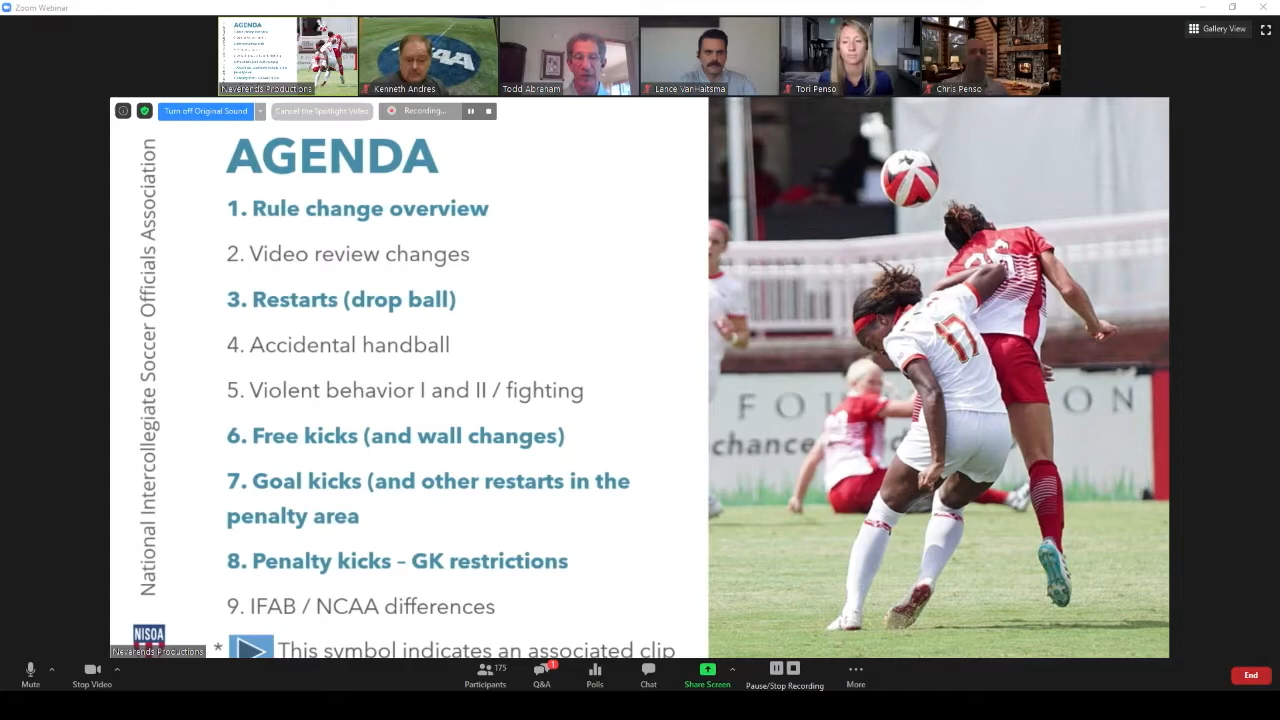 Zoom Webinar
AGENDA
Neverends Productions
Kenneth Andres
Todd Abraham
Lance VanHaitsma
Tori Penso
Chris Penso
Gallery View
Turn off Original Sound
Cancel the Spotlight Video
Recording...
National Intercollegiate Soccer Officials Association
AGENDA
1. Rule change overview
2. Video review changes
3. Restarts (drop ball)
4. Accidental handball
5. Violent behavior I and II / fighting
6. Free kicks (and wall changes)
7. Goal kicks (and other restarts in the
penalty area
8. Penalty kicks – GK restrictions
9. IFAB / NCAA differences
* This symbol indicates an associated clip
NISOA
Neverends Productions
17
Mute
Stop Video
Participants
175
Q&A
1
Polls
Chat
Share Screen
Pause/Stop Recording
More
End